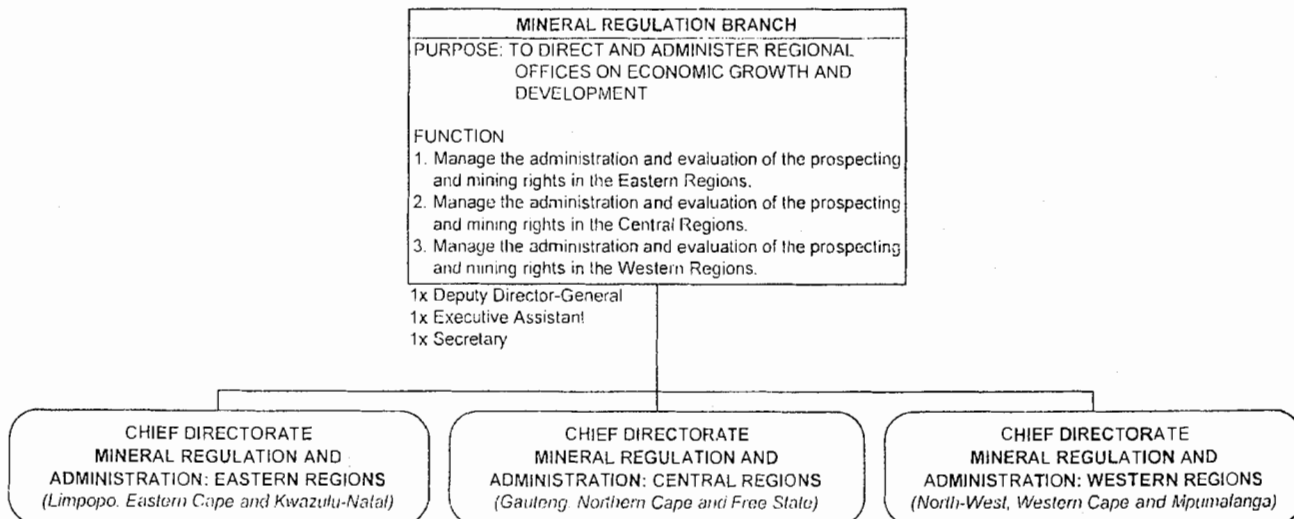 MINERAL REGULATION BRANCH
PURPOSE: TO DIRECT AND ADMINISTER REGIONAL
OFFICES ON ECONOMIC GROWTH AND
DEVELOPMENT
FUNCTION
1. Manage the administration and evaluation of the prospecting
and mining rights in the Eastern Regions.
2. Manage the administration and evaluation of the prospecting
and mining rights in the Central Regions.
3. Manage the administration and evaluation of the prospecting
and mining rights in the Western Regions.
1x Deputy Director-General
1x Executive Assistant
1x Secretary
CHIEF DIRECTORATE
MINERAL REGULATION AND
ADMINISTRATION: EASTERN REGIONS
(Limpopo, Eastern Cape and Kwazulu-Natal)
CHIEF DIRECTORATE
MINERAL REGULATION AND
ADMINISTRATION: CENTRAL REGIONS
(Gauteng, Northern Cape and Free State)
CHIEF DIRECTORATE
MINERAL REGULATION AND
ADMINISTRATION: WESTERN REGIONS
(North-West, Western Cape and Mpumalanga)